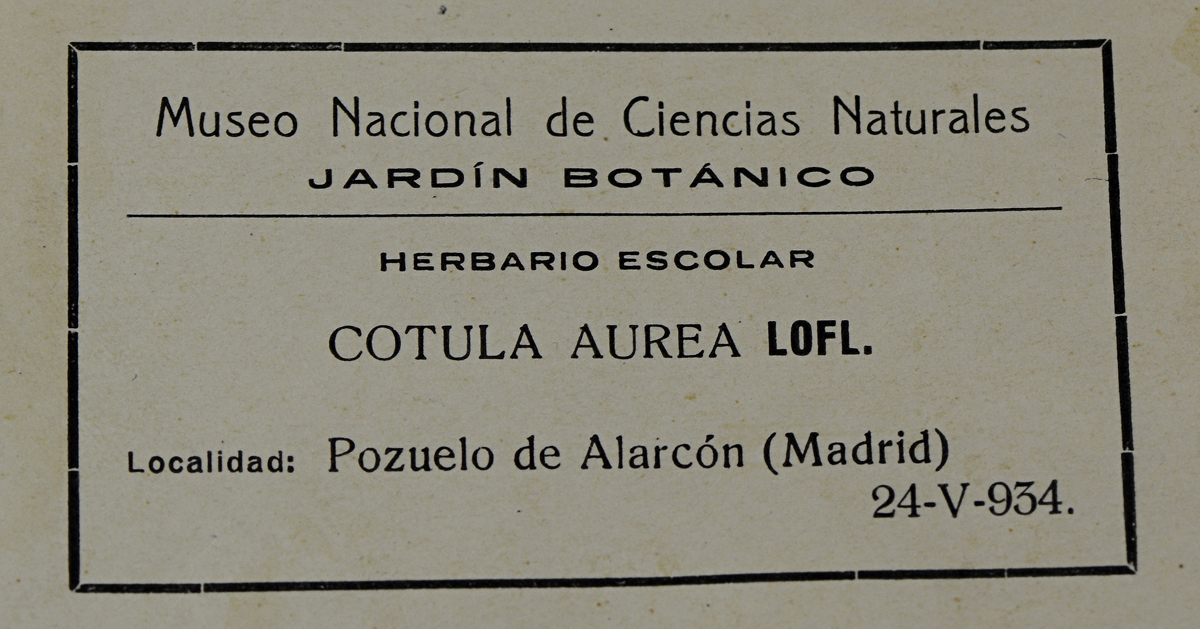 Museo Nacional de Ciencias Naturales
JARDÍN BOTÁNICO
HERBARIO ESCOLAR
COTULA AUREA LOFL.
Localidad: Pozuelo de Alarcón (Madrid)
24-V-934.